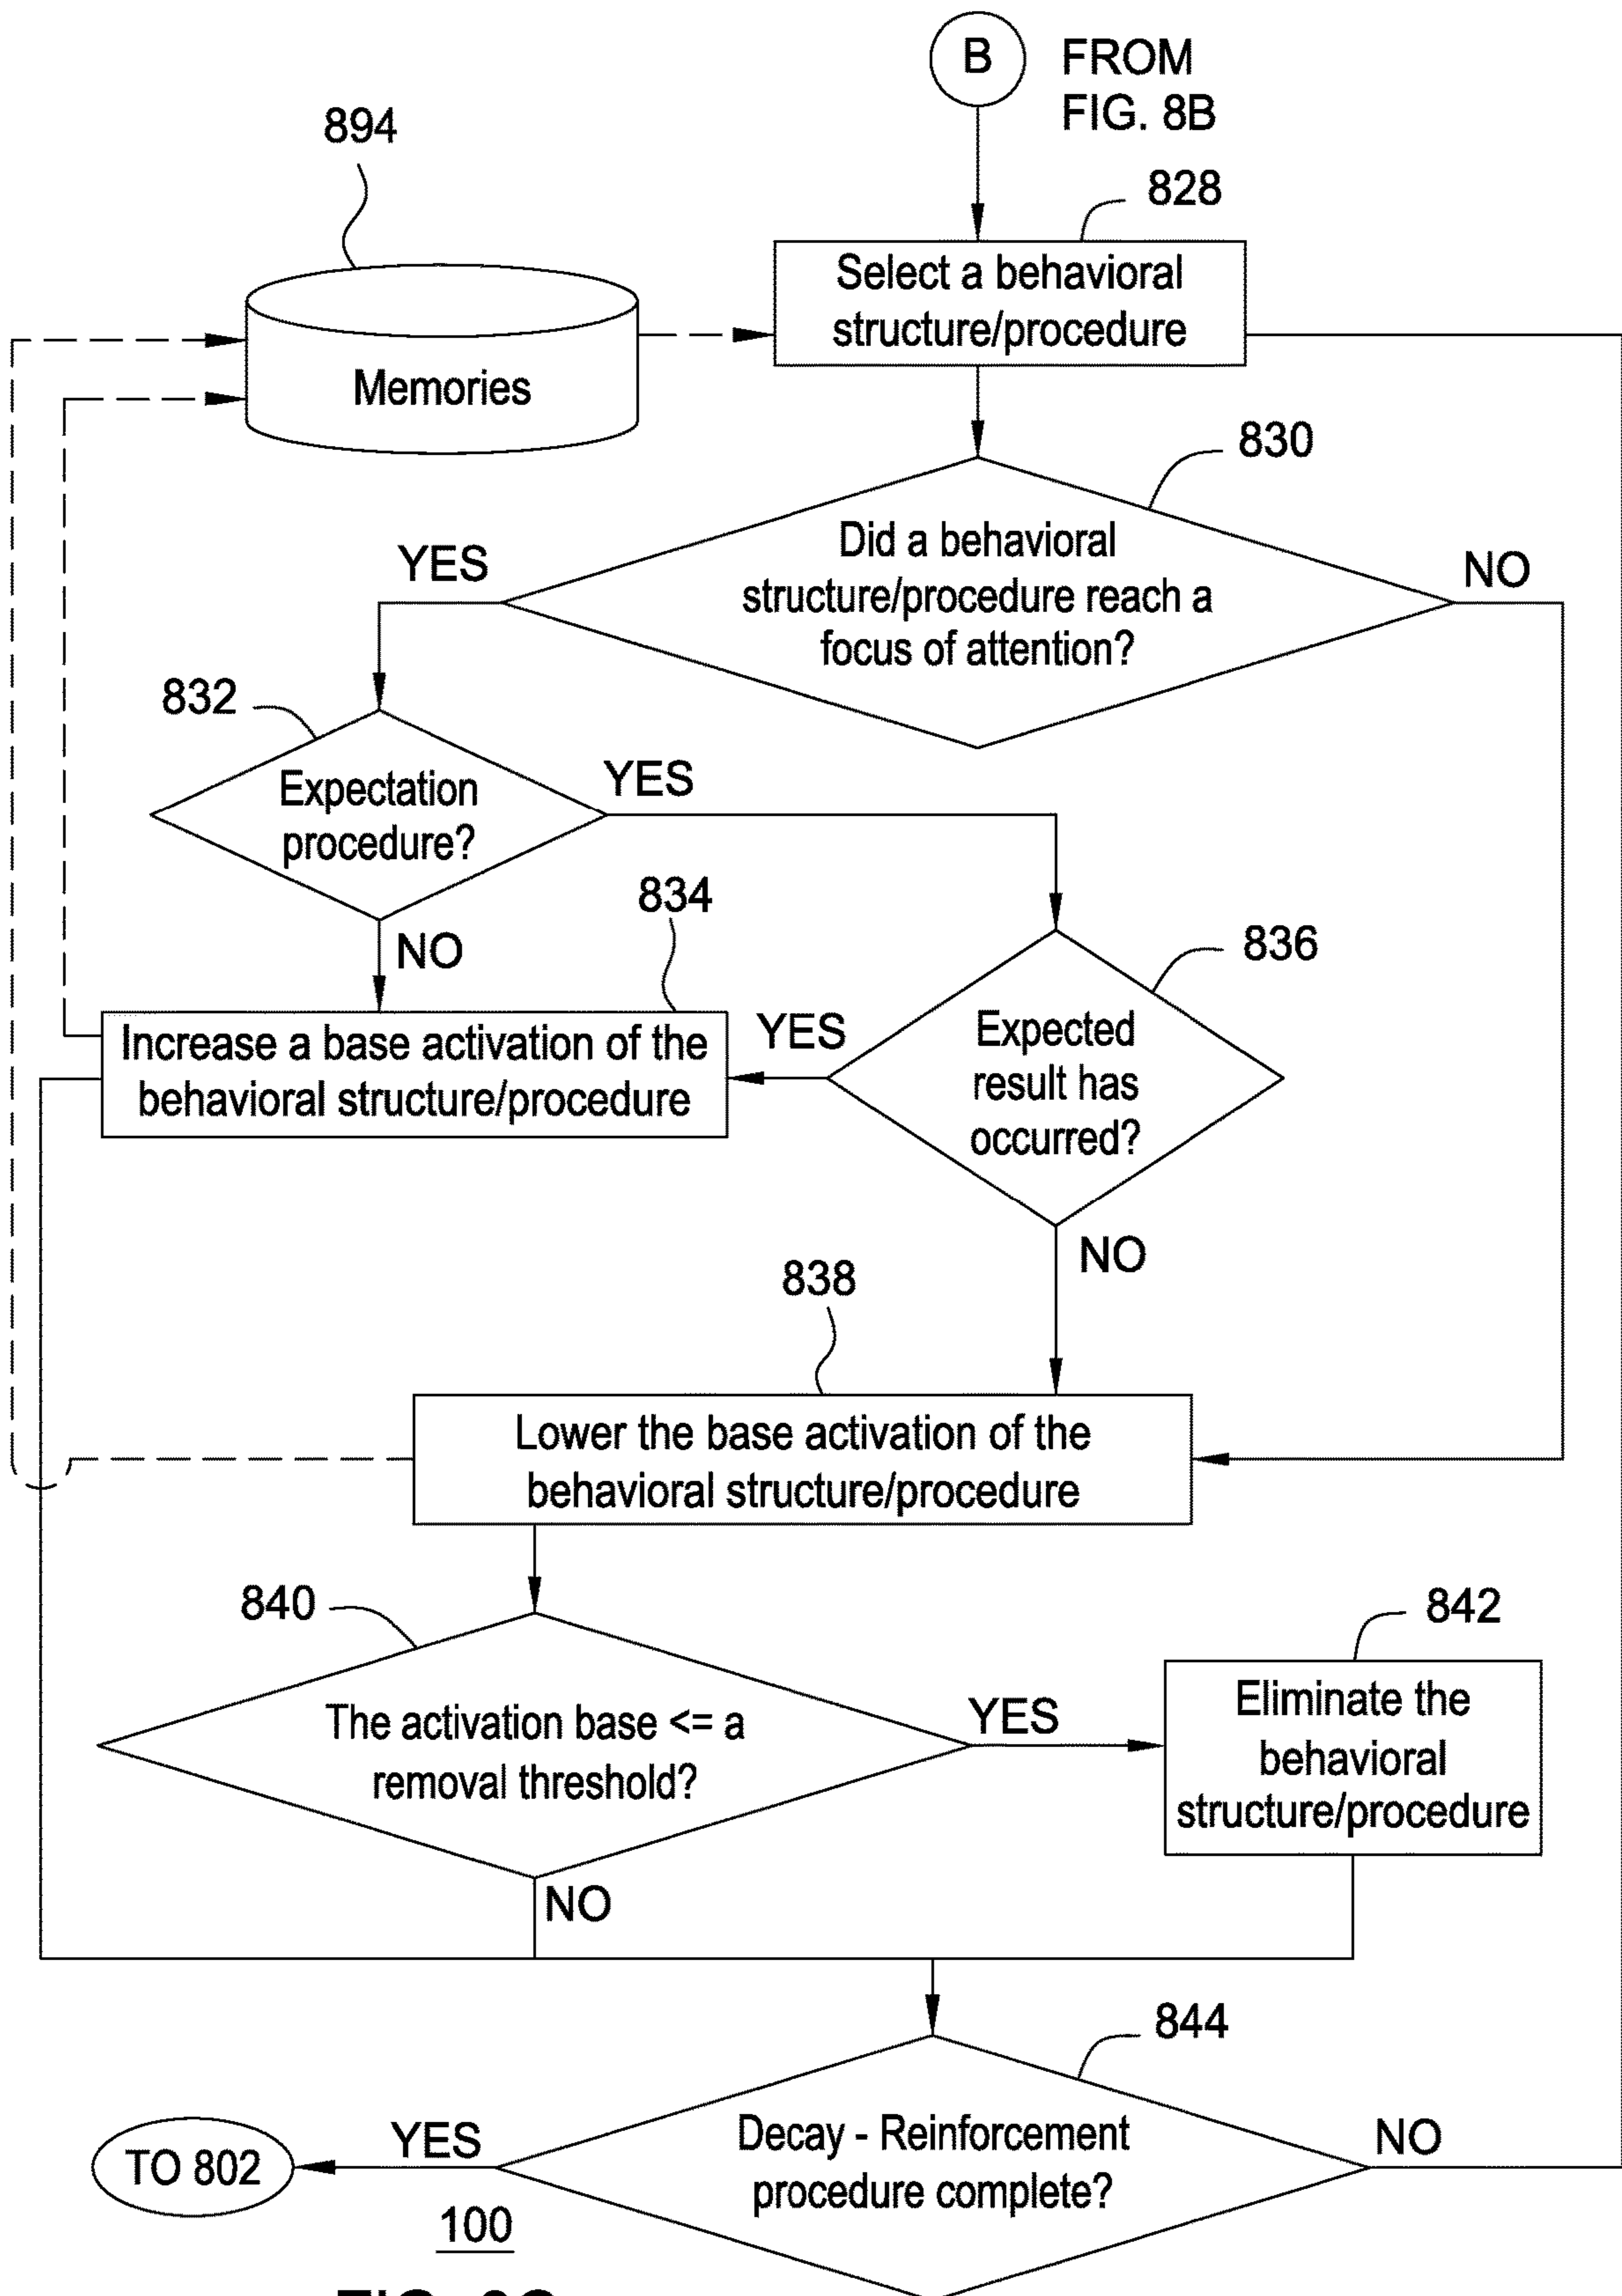 B
FROM
FIG. 8B
894
828
Select a behavioral
structure/procedure
Memories
830
Did a behavioral
structure/procedure reach a
focus of attention?
YES
NO
832
Expectation
procedure?
YES
NO
834
836
Increase a base activation of the
behavioral structure/procedure
YES
Expected
result has
occurred?
NO
838
Lower the base activation of the
behavioral structure/procedure
840
842
The activation base <= a
removal threshold?
YES
Eliminate the
behavioral
structure/procedure
NO
844
TO 802
YES
Decay - Reinforcement
procedure complete?
NO
100